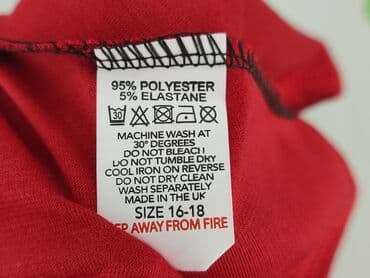 95% POLYESTER
5% ELASTANE
30
MACHINE WASH AT
30° DEGREES
DO NOT BLEACH
DO NOT TUMBLE DRY
COOL IRON ON REVERSE
DO NOT DRY CLEAN
WASH SEPARATELY
MADE IN THE UK
SIZE 16-18
EP AWAY FROM FIRE